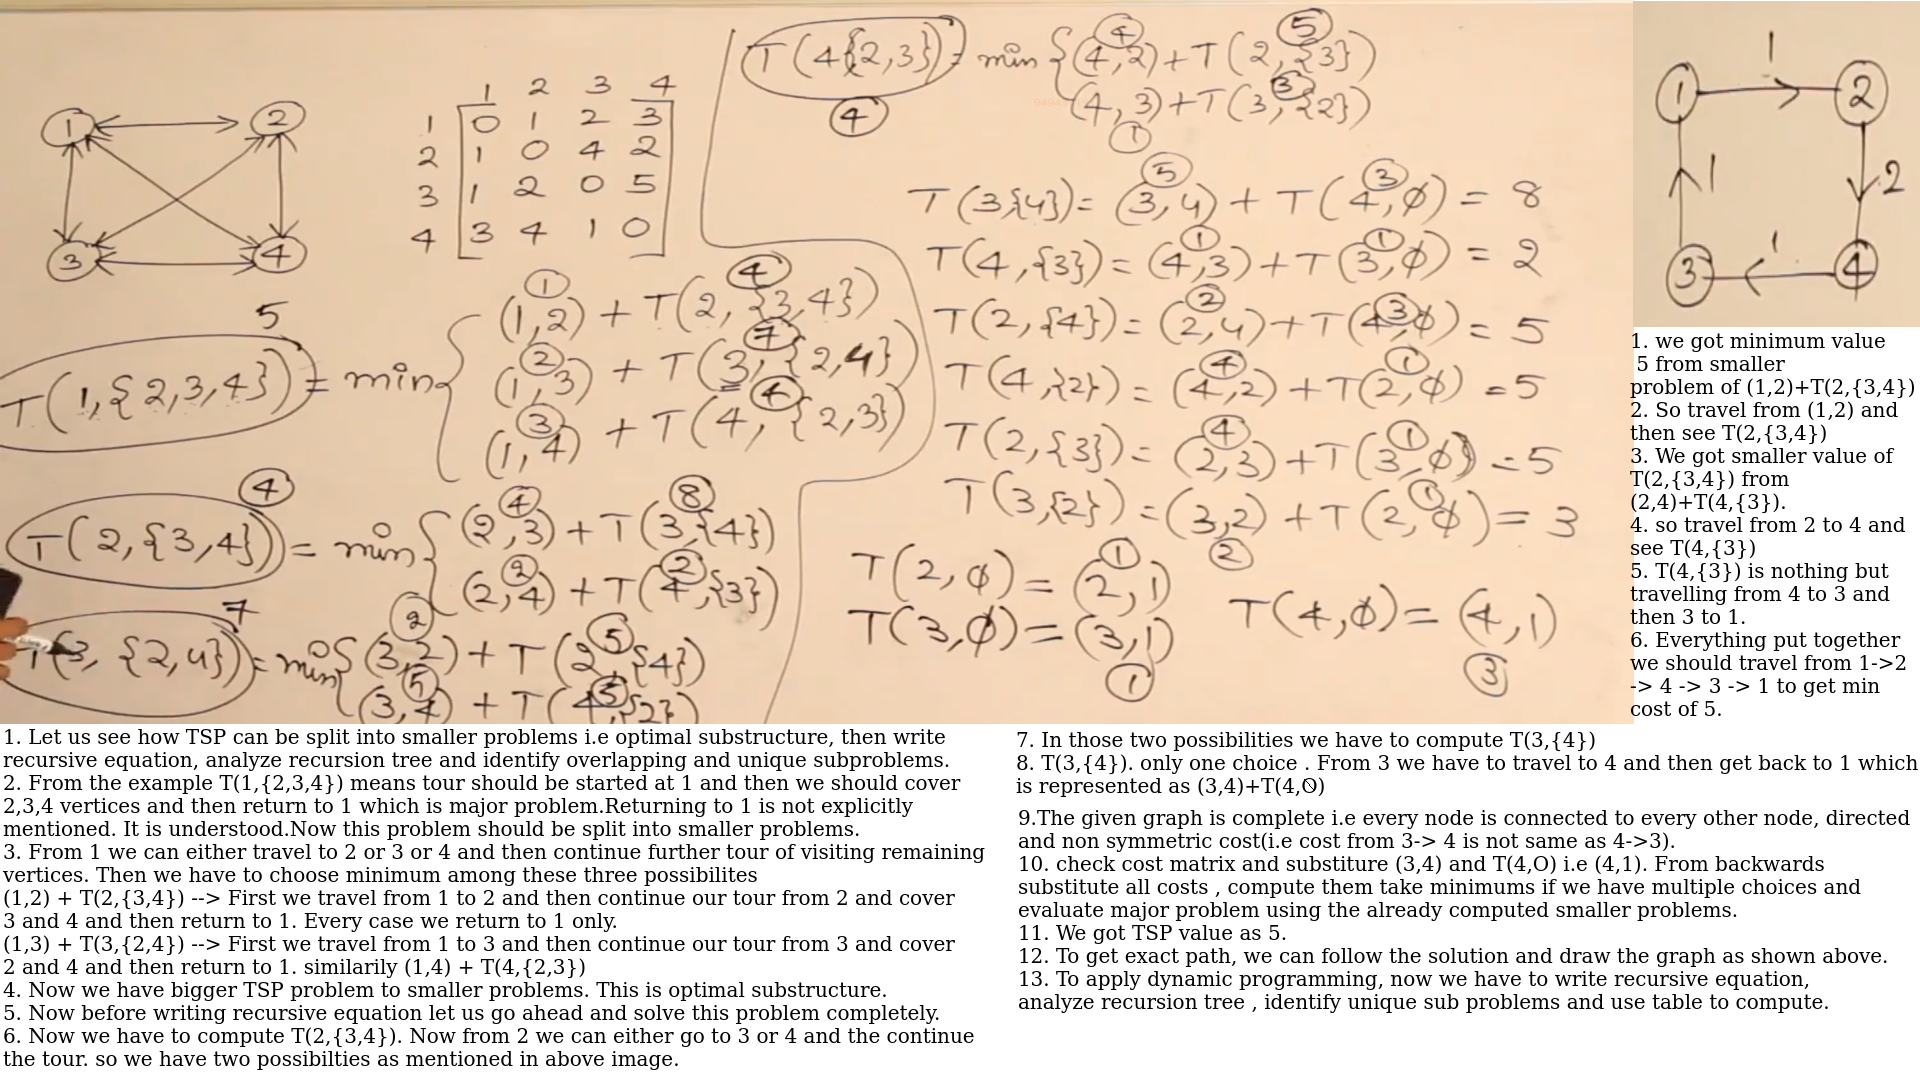 1 2 3 4
1 0 1 2 3
2 1 0 4 2
3 1 2 0 5
4 3 4 1 0
1
2
3
4
5
T(1,{2,3,4}) = min
1
(1,2) + T(2,{3,4})
4
2
(1,3) + T(3,{2,4})
7
3
(1,4) + T(4,{2,3})
4
4
T(2,{3,4}) = min
4
8
(2,3) + T(3,{4})
2
2
(2,4) + T(4,{3})
7
T(3,{2,4}) = min
2
5
(3,2) + T(2,{4})
5
5
(3,4) + T(4,{2})
T(4{2,3}) = min
4
4
5
(4,2) + T(2,{3})
3
(4,3) + T(3,{2})
1
5
3
T(3{4}) = (3,4) + T(4,φ) = 8
1
1
T(4,{3}) = (4,3) + T(3,φ) = 2
2
3
T(2,{4}) = (2,4) + T(4,φ) = 5
4
1
T(4,{2}) = (4,2) + T(2,φ) = 5
4
1
T(2,{3}) = (2,3) + T(3,φ) = 5
1
T(3,{2}) = (3,2) + T(2,φ) = 3
2
1
T(2,φ) = (2,1)
T(3,φ) = (3,1)
1
T(4,φ) = (4,1)
3
1
1
2
1
2
3
1
4
1. we got minimum value
5 from smaller
problem of (1,2)+T(2,{3,4})
2. So travel from (1,2) and
then see T(2,{3,4})
3. We got smaller value of
T(2,{3,4}) from
(2,4)+T(4,{3}).
4. so travel from 2 to 4 and
see T(4,{3})
5. T(4,{3}) is nothing but
travelling from 4 to 3 and
then 3 to 1.
6. Everything put together
we should travel from 1->2
-> 4 -> 3 -> 1 to get min
cost of 5.
1. Let us see how TSP can be split into smaller problems i.e optimal substructure, then write
recursive equation, analyze recursion tree and identify overlapping and unique subproblems.
2. From the example T(1,{2,3,4}) means tour should be started at 1 and then we should cover
2,3,4 vertices and then return to 1 which is major problem.Returning to 1 is not explicitly
mentioned. It is understood.Now this problem should be split into smaller problems.
3. From 1 we can either travel to 2 or 3 or 4 and then continue further tour of visiting remaining
vertices. Then we have to choose minimum among these three possibilites
(1,2) + T(2,{3,4}) --> First we travel from 1 to 2 and then continue our tour from 2 and cover
3 and 4 and then return to 1. Every case we return to 1 only.
(1,3) + T(3,{2,4}) --> First we travel from 1 to 3 and then continue our tour from 3 and cover
2 and 4 and then return to 1. similarily (1,4) + T(4,{2,3})
4. Now we have bigger TSP problem to smaller problems. This is optimal substructure.
5. Now before writing recursive equation let us go ahead and solve this problem completely.
6. Now we have to compute T(2,{3,4}). Now from 2 we can either go to 3 or 4 and the continue
the tour. so we have two possibilties as mentioned in above image.
7. In those two possibilities we have to compute T(3,{4})
8. T(3,{4}). only one choice . From 3 we have to travel to 4 and then get back to 1 which
is represented as (3,4)+T(4,O)
9.The given graph is complete i.e every node is connected to every other node, directed
and non symmetric cost(i.e cost from 3-> 4 is not same as 4->3).
10. check cost matrix and substiture (3,4) and T(4,O) i.e (4,1). From backwards
substitute all costs , compute them take minimums if we have multiple choices and
evaluate major problem using the already computed smaller problems.
11. We got TSP value as 5.
12. To get exact path, we can follow the solution and draw the graph as shown above.
13. To apply dynamic programming, now we have to write recursive equation,
analyze recursion tree , identify unique sub problems and use table to compute.